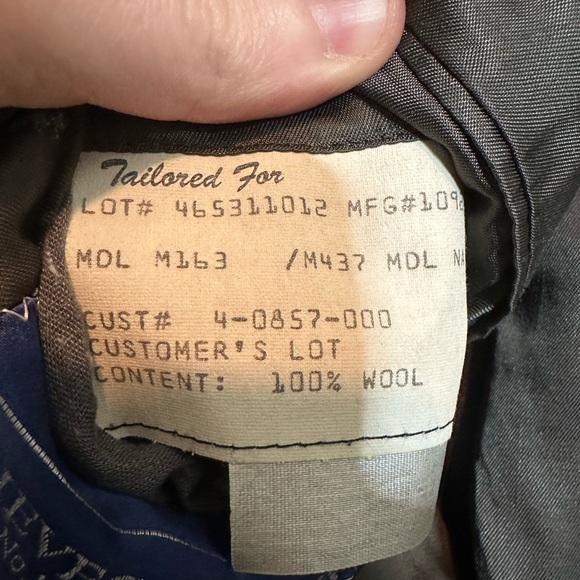 Tailored For
LOT# 465311012 MFG#109
MDL M163 /M437 MDL
CUST# 4-0857-000
CUSTOMER'S LOT
CONTENT: 100% WOOL